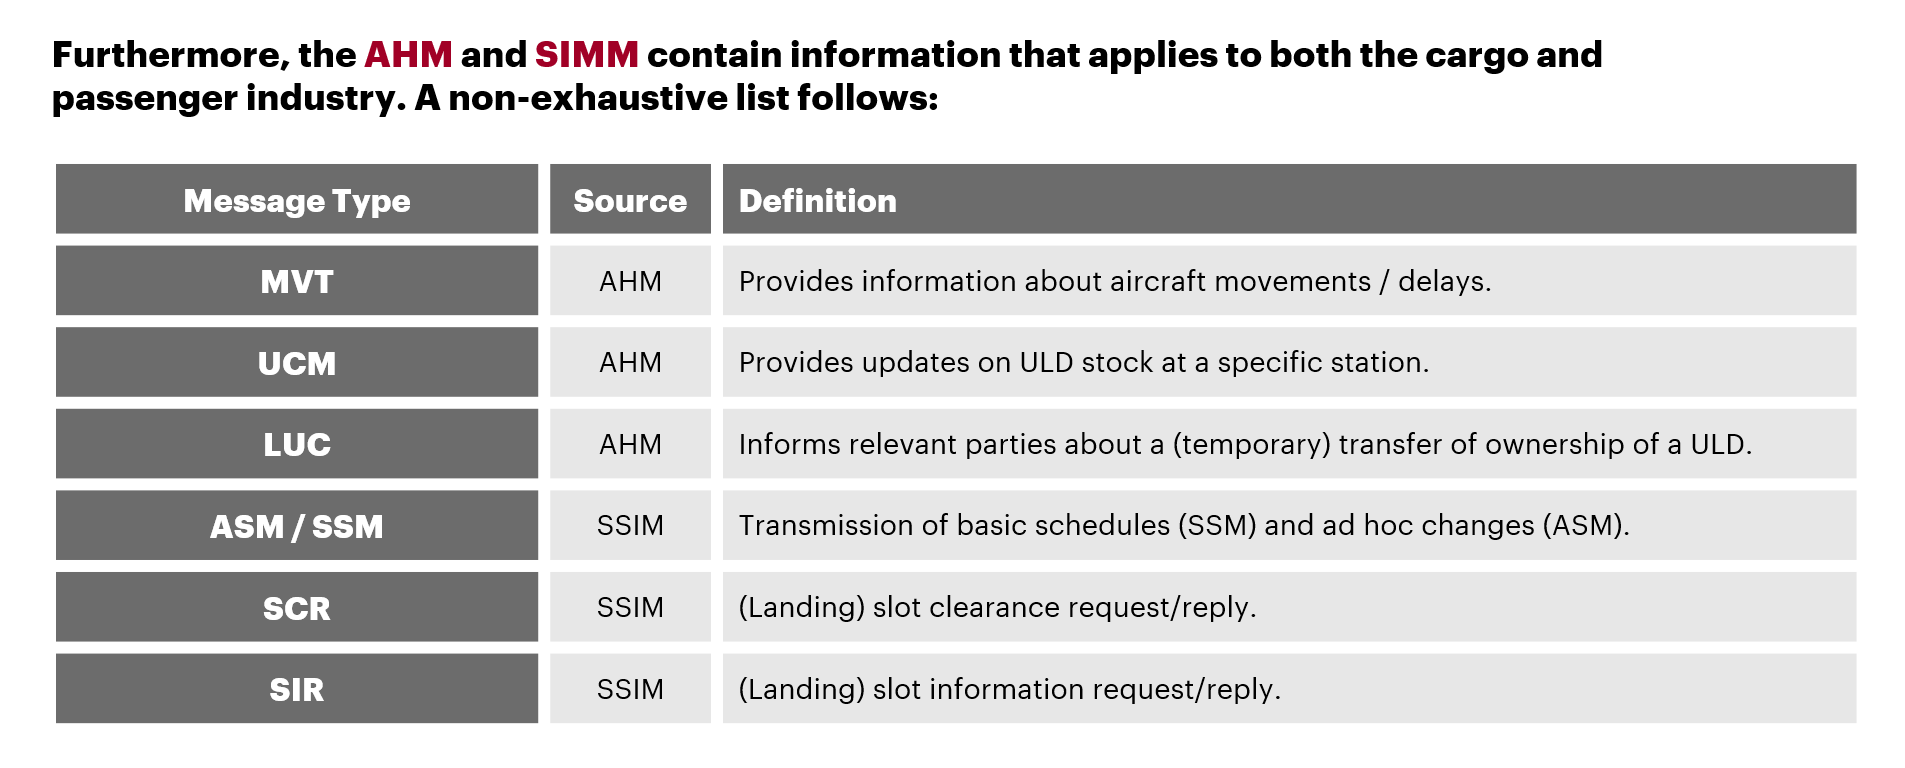 Furthermore, the AHM and SIMM contain information that applies to both the cargo and
passenger industry. A non-exhaustive list follows:
Message Type Source Definition
MVT AHM Provides information about aircraft movements / delays.
UCM AHM Provides updates on ULD stock at a specific station.
LUC AHM Informs relevant parties about a (temporary) transfer of ownership of a ULD.
ASM / SSM SSIM Transmission of basic schedules (SSM) and ad hoc changes (ASM).
SCR SSIM (Landing) slot clearance request/reply.
SIR SSIM (Landing) slot information request/reply.